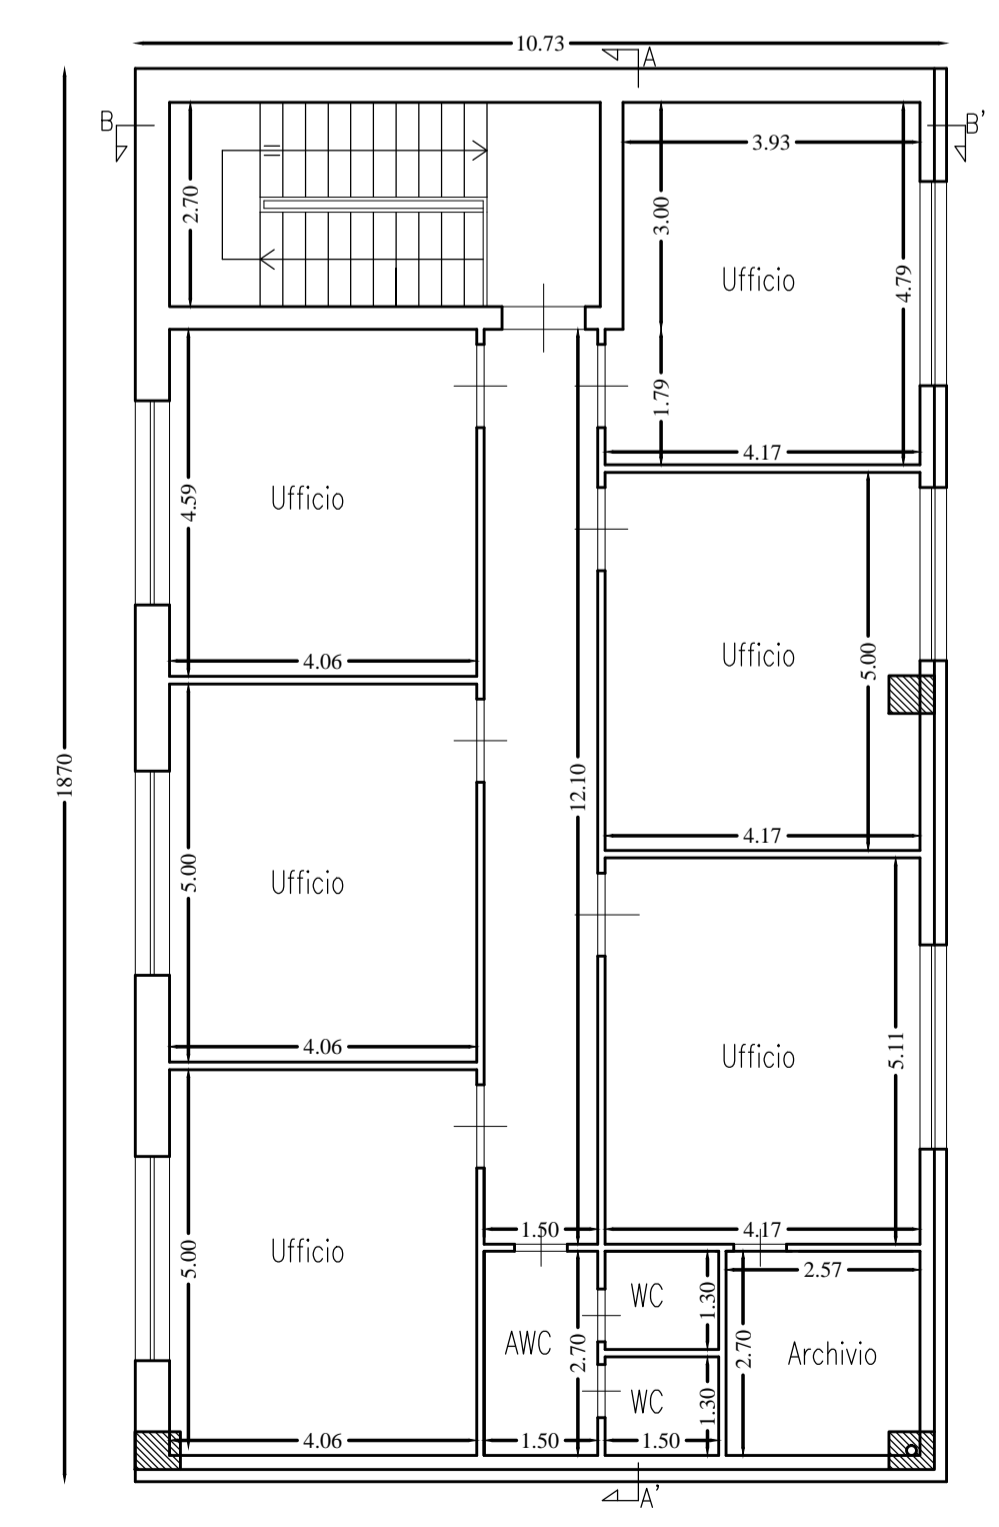 10.73
A
B
B'
3.93
2.70
3.00
Ufficio
4.79
1.79
4.17
Ufficio
4.59
4.06
Ufficio
5.00
1870
12.10
4.17
Ufficio
5.00
4.06
Ufficio
5.11
Ufficio
5.00
1.50
4.17
2.57
WC
1.30
AWC
2.70
2.70
Archivio
WC
1.30
4.06
1.50
1.50
A'